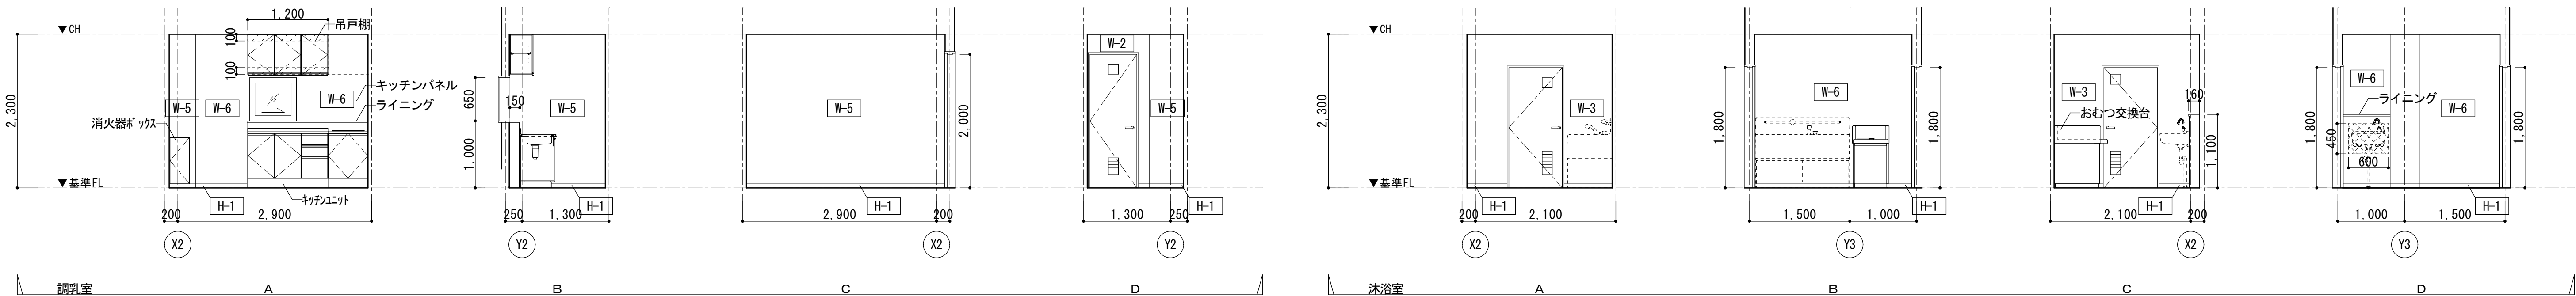 ▼CH
▼基準FL
2,300
1,200
吊戸棚
100
100
キッチンパネル
ライニング
W-5
W-6
W-6
消火器ボックス
H-1
キッチンユニット
200
2,900
X2
650
1,000
150
W-5
H-1
250
1,300
Y2
W-5
2,000
H-1
2,900
200
X2
W-2
W-5
H-1
1,300
250
Y2
調乳室
A
B
C
D
▼CH
▼基準FL
2,300
W-3
H-1
200
2,100
X2
1,800
W-6
1,800
H-1
1,500
1,000
Y3
W-3
おむつ交換台
160
1,100
H-1
2,100
200
X2
1,800
W-6
ライニング
W-6
450
600
1,800
H-1
1,000
1,500
Y3
沐浴室
A
B
C
D